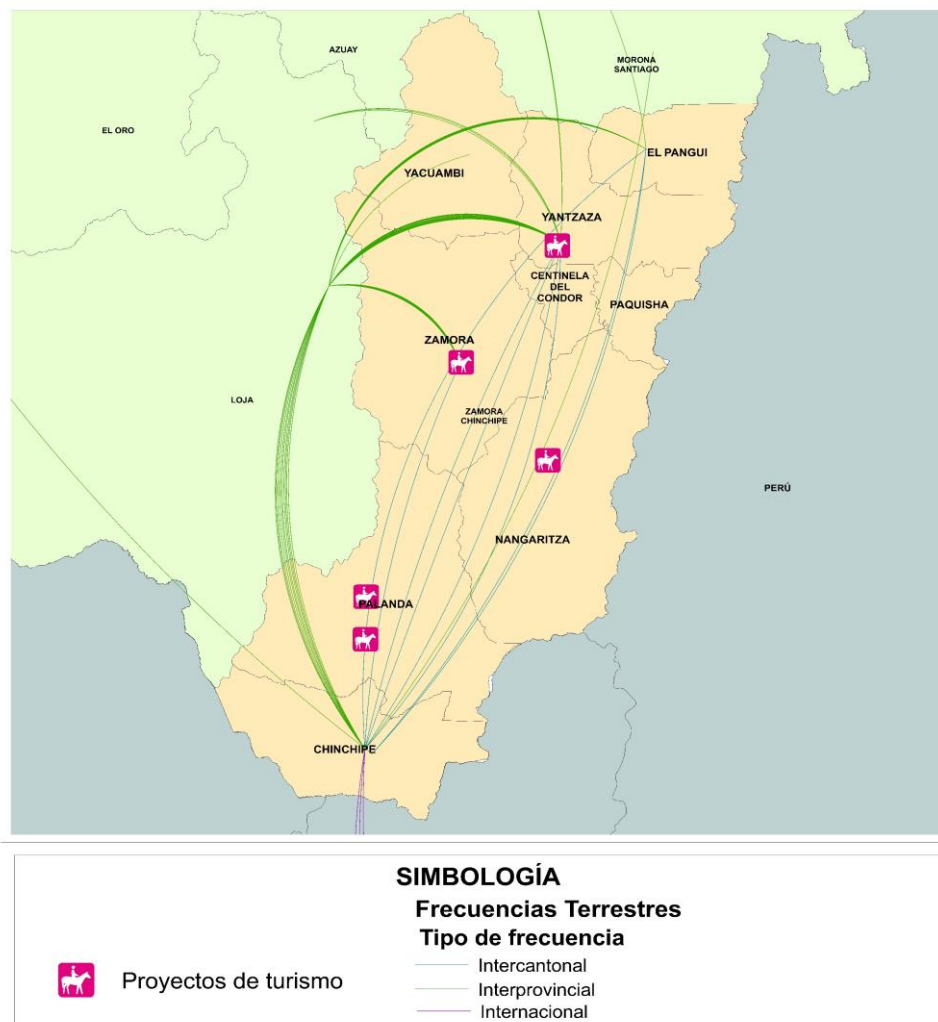 AZUAY
MORONA
SANTIAGO
EL ORO
EL PANGUI
YACUAMBI
YANTZAZA
CENTINELA
DEL
CONDOR
PAQUISHA
ZAMORA
LOJA
ZAMORA
CHINCHIPE
PERÚ
NANGARITZA
PALANDA
CHINCHIPE
SIMBOLOGÍA
Frecuencias Terrestres
Tipo de frecuencia
Proyectos de turismo
Intercantonal
Interprovincial
Internacional